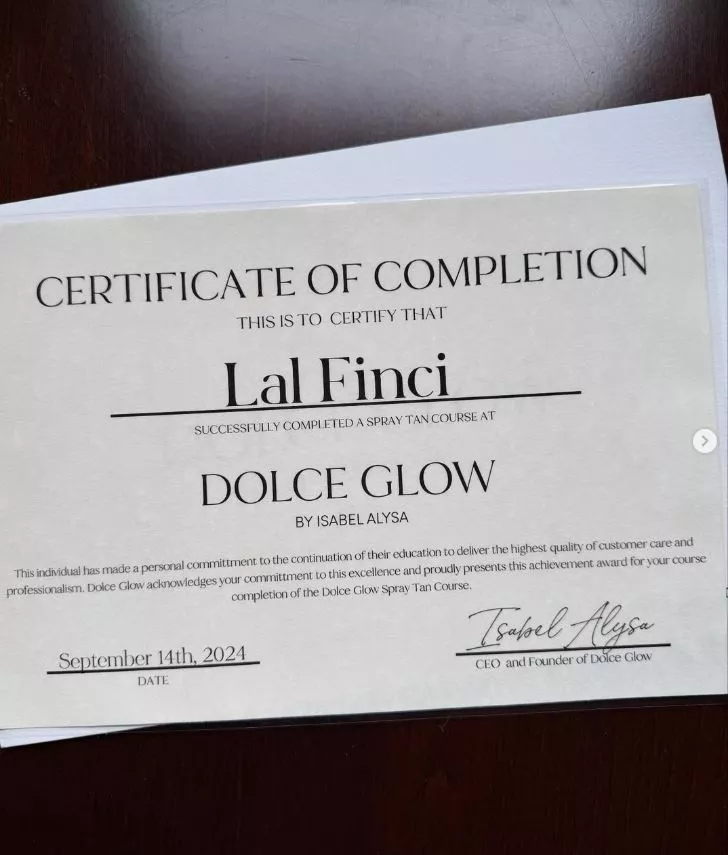 CERTIFICATE OF COMPLETION
THIS IS TO CERTIFY THAT
Lal Finci
SUCCESSFULLY COMPLETED A SPRAY TAN COURSE AT
DOLCE GLOW
BY ISABEL ALYSA
This individual has made a personal committment to the continuation of their education to deliver the highest quality of customer care and
professionalism. Dolce Glow acknowledges your committment to this excellence and proudly presents this achievement award for your course
completion of the Dolce Glow Spray Tan Course.
Isabel Alysa
September 14th, 2024
CEO and Founder of Dolce Glow
DATE